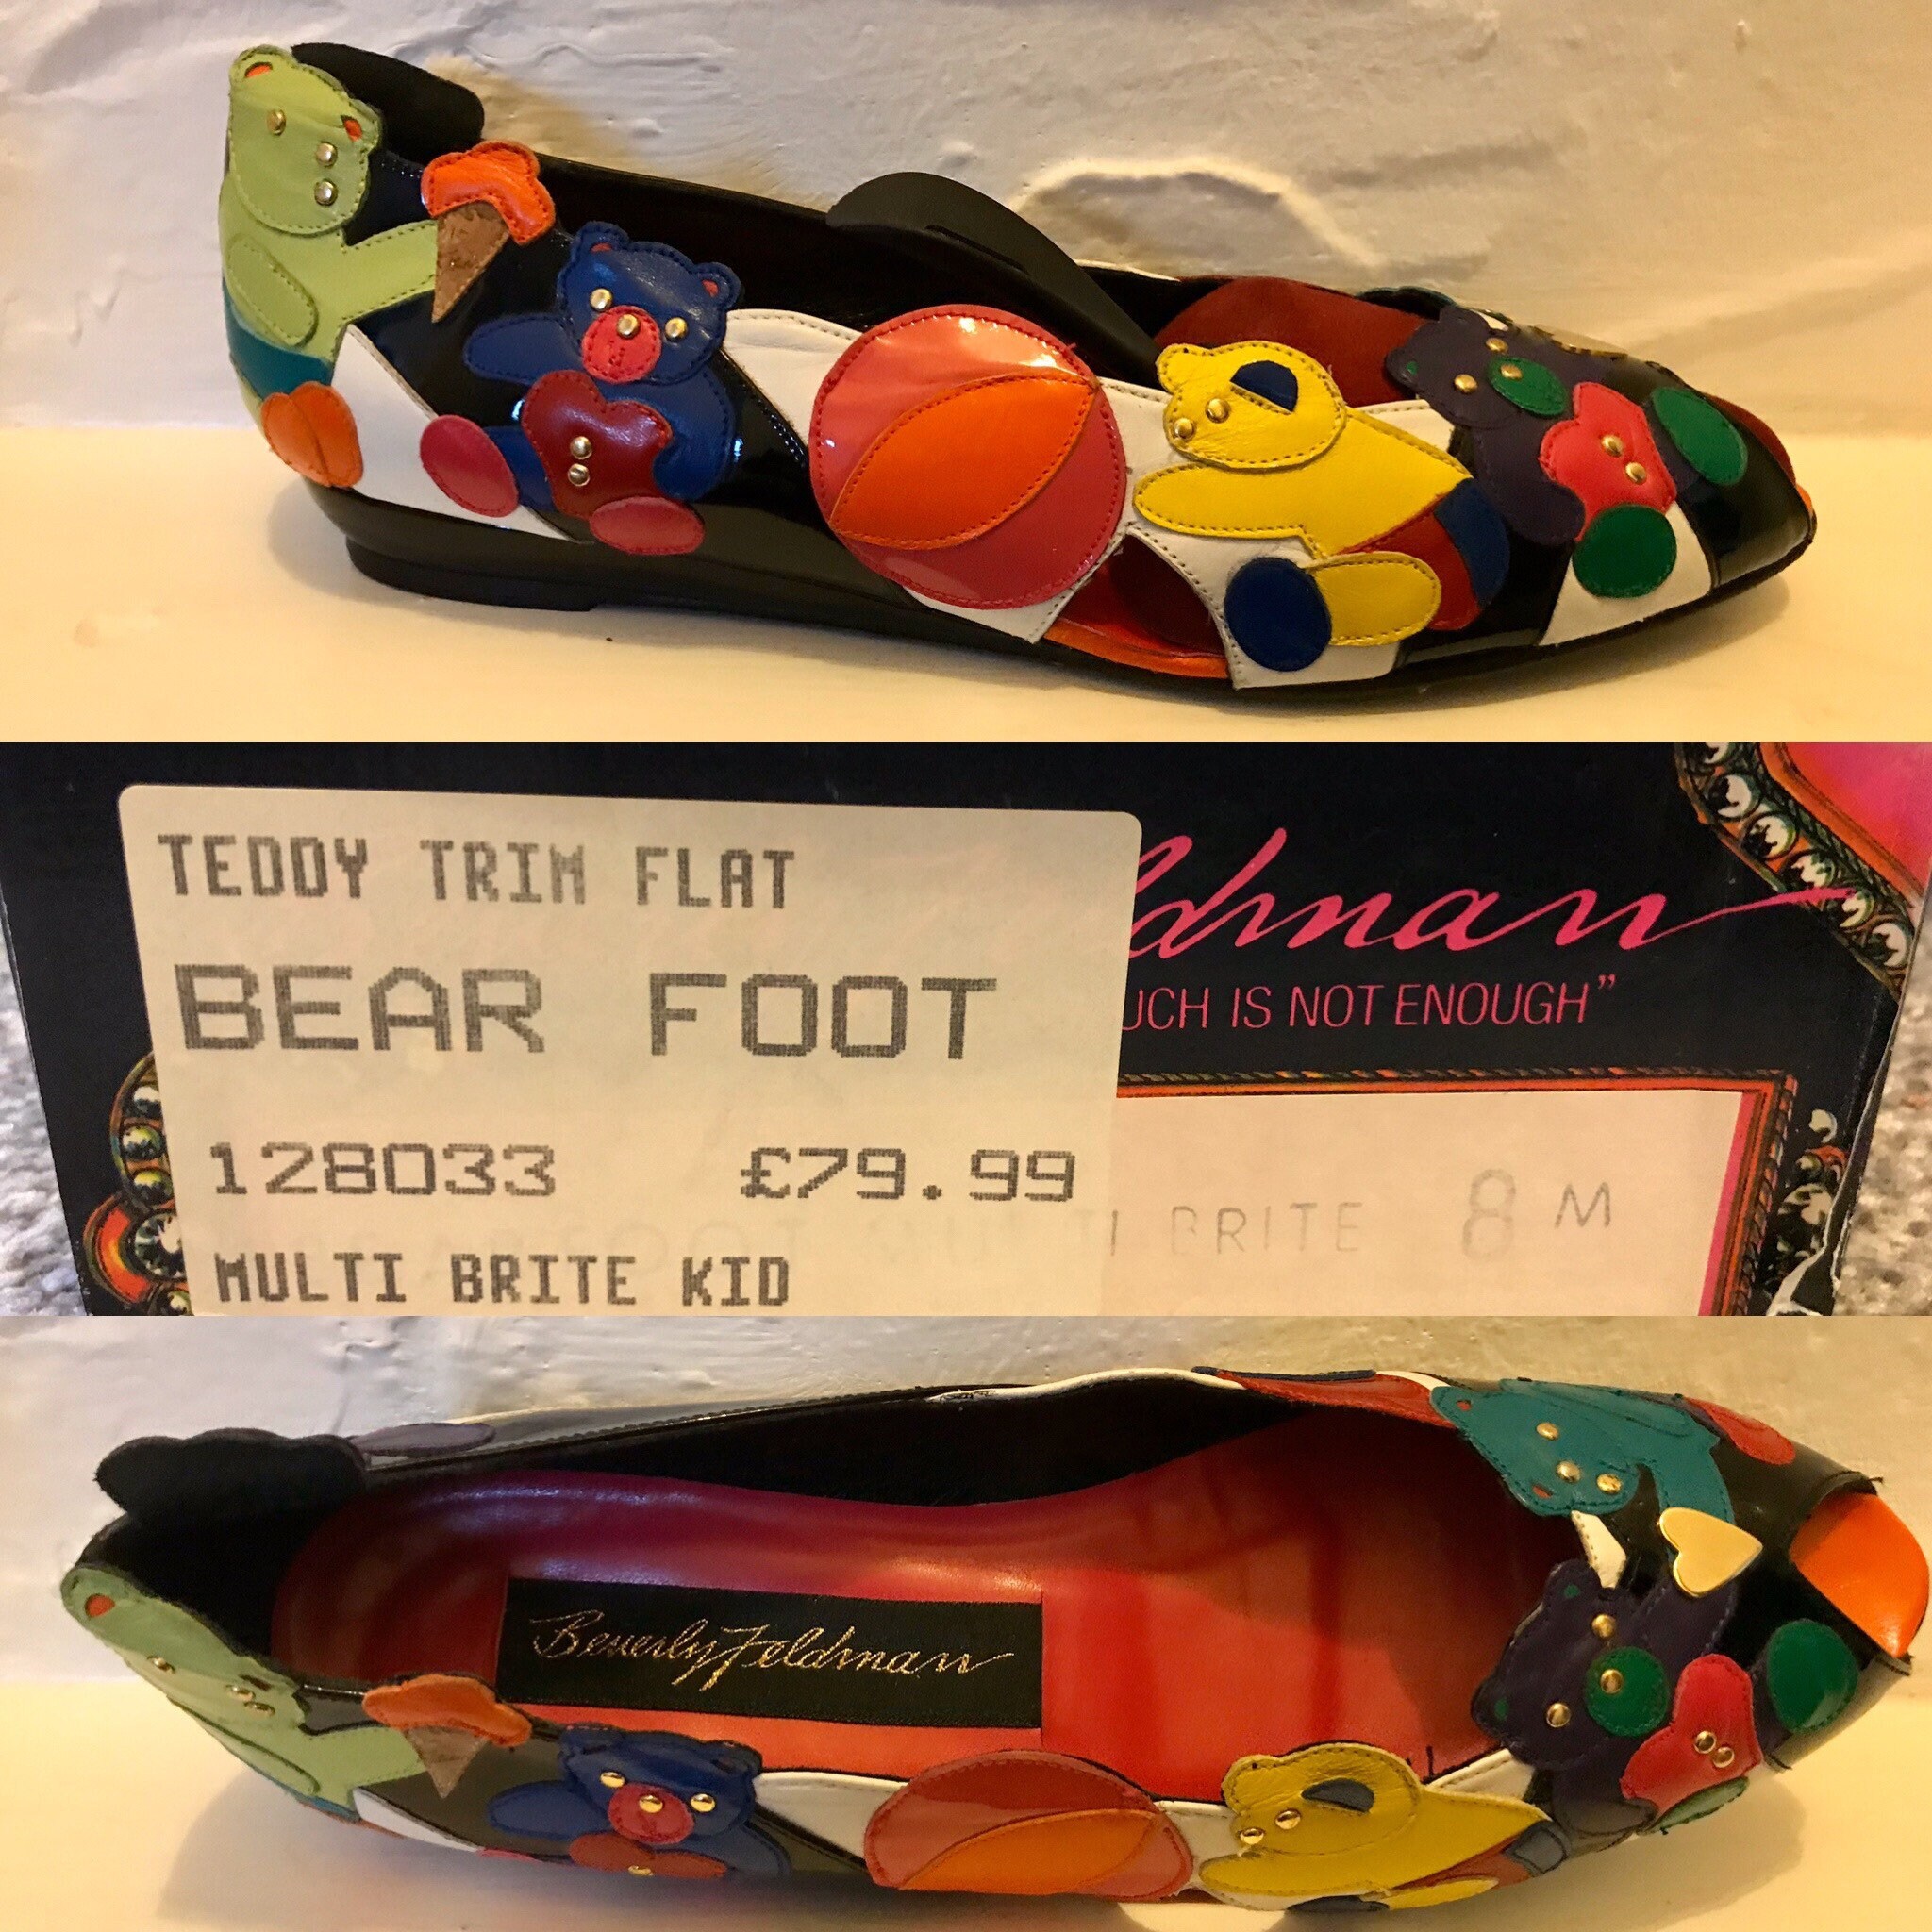 TEDDY TRIM FLAT
BEAR FOOT
128033 £79.99
MULTI BRITE KID
ldman
UCH IS NOT ENOUGH”
I BRITE 8 M
Beverly Feldman